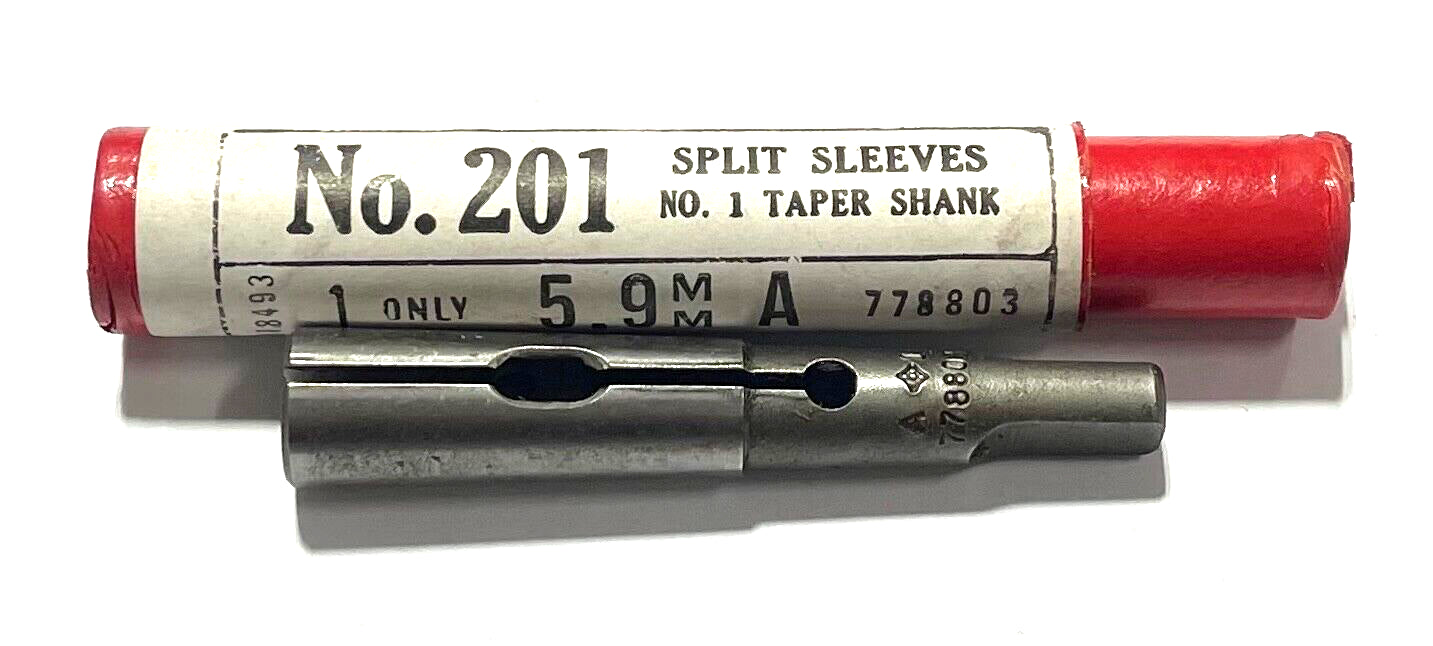 No. 201
SPLIT SLEEVES
NO. 1 TAPER SHANK
18493
1 ONLY 5.9 MM A 778803
A 77880